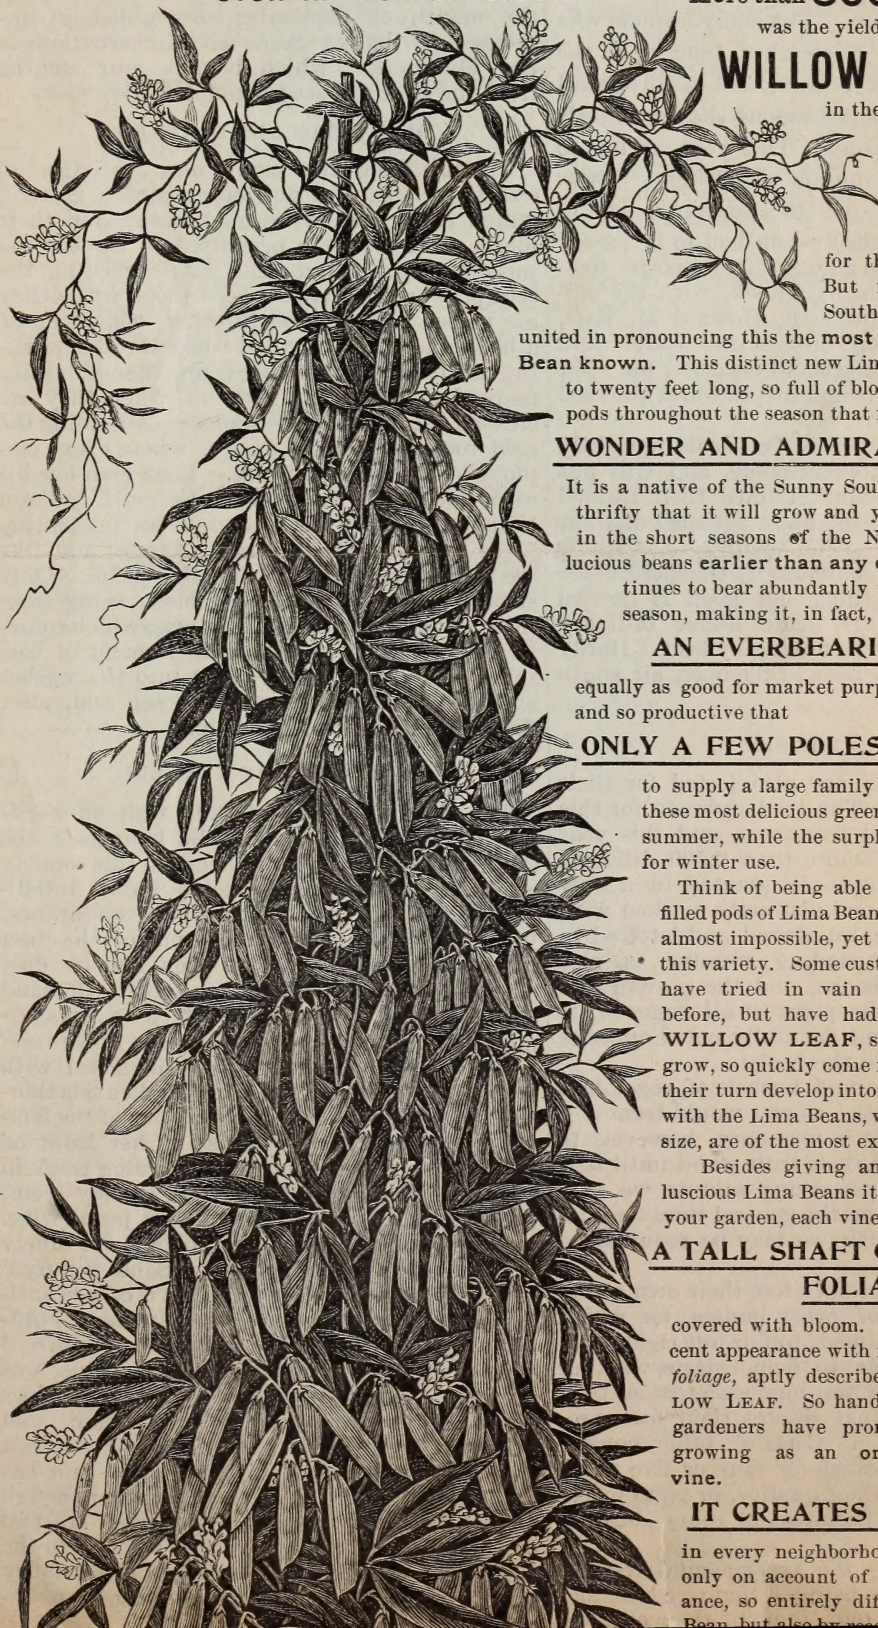 more than
was the yield
WILLOW
in the
for th
But
South
united in pronouncing this the most
Bean known. This distinct new Lim
to twenty feet long, so full of blo
pods throughout the season that
WONDER AND ADMIRA
It is a native of the Sunny Sou
thrifty that it will grow and y
in the short seasons of the N
lucious beans earlier than any
tinues to bear abundantly
season, making it, in fact,
AN EVERBEARI
equally as good for market purp
and so productive that
ONLY A FEW POLES
to supply a large family
these most delicious green
summer, while the surpl
for winter use.
Think of being able
filled pods of Lima Bean
almost impossible, yet
this variety. Some cust
have tried in vain
before, but have had
WILLOW LEAF, s
grow, so quickly come
their turn develop into
with the Lima Beans, w
size, are of the most ex
Besides giving an
luscious Lima Beans it
your garden, each vine
A TALL SHAFT
FOLIA
covered with bloom.
cent appearance with
foliage, aptly describe
LOW LEAF. So hand
gardeners have pron
growing as an or
vine.
IT CREATES
in every neighborho
only on account of
ance, so entirely dif
Bean, but also by reas